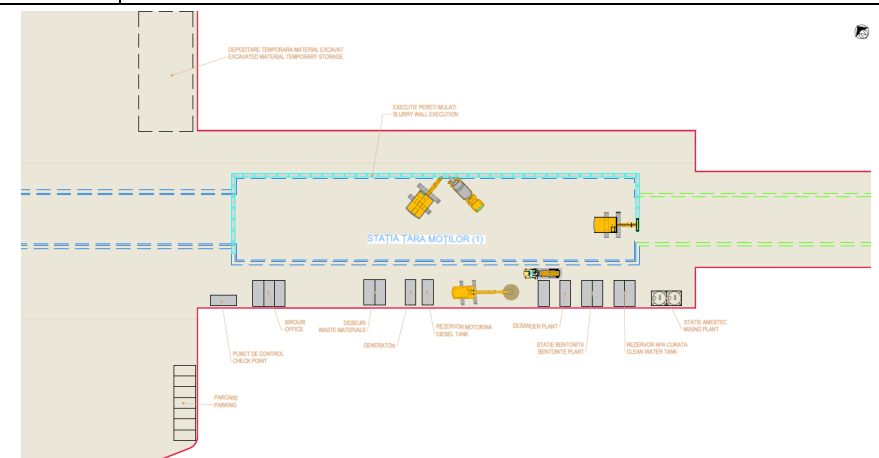 DEPOZITARE TEMPORARA MATERIAL EXCAVAT
EXCAVATED MATERIAL TEMPORARY STORAGE
EXECUTIE PERETI MULATI
SLURRY WALL EXECUTION
STAȚIA ȚARA MOȚILOR (1)
PUNCT DE CONTROL
CHECK POINT
BIROURI
OFFICE
DESEURI
WASTE MATERIALS
GENERATOR
REZERVOR MOTORINA
DIESEL TANK
DESANDER PLANT
STATIE BENTONITA
BENTONITE PLANT
REZERVOR APA CURATA
CLEAN WATER TANK
STATIE AMESTEC
MIXING PLANT
PARCARE
PARKING